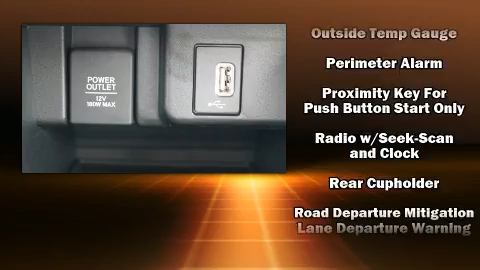 POWER
OUTLET
12V
180W MAX
Outside Temp Gauge
Perimeter Alarm
Proximity Key For
Push Button Start Only
Radio w/Seek-Scan
and Clock
Rear Cupholder
Road Departure Mitigation
Lane Departure Warning